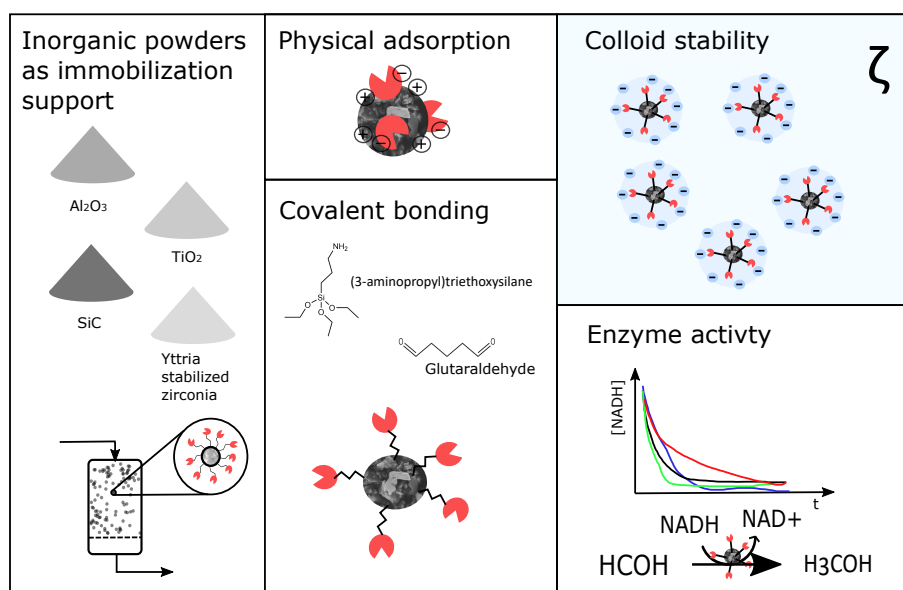 Inorganic powders
as immobilization
support
Al₂O₃
TiO₂
SiC
Yttria
stabilized
zirconia
Physical adsorption
− + + − + − +
Covalent bonding
NH₂
(3-aminopropyl)triethoxysilane
Si
O O
O
O O
Glutaraldehyde
Colloid stability
ζ
Enzyme activty
[NADH]
t
NADH NAD+
HCOH H3COH